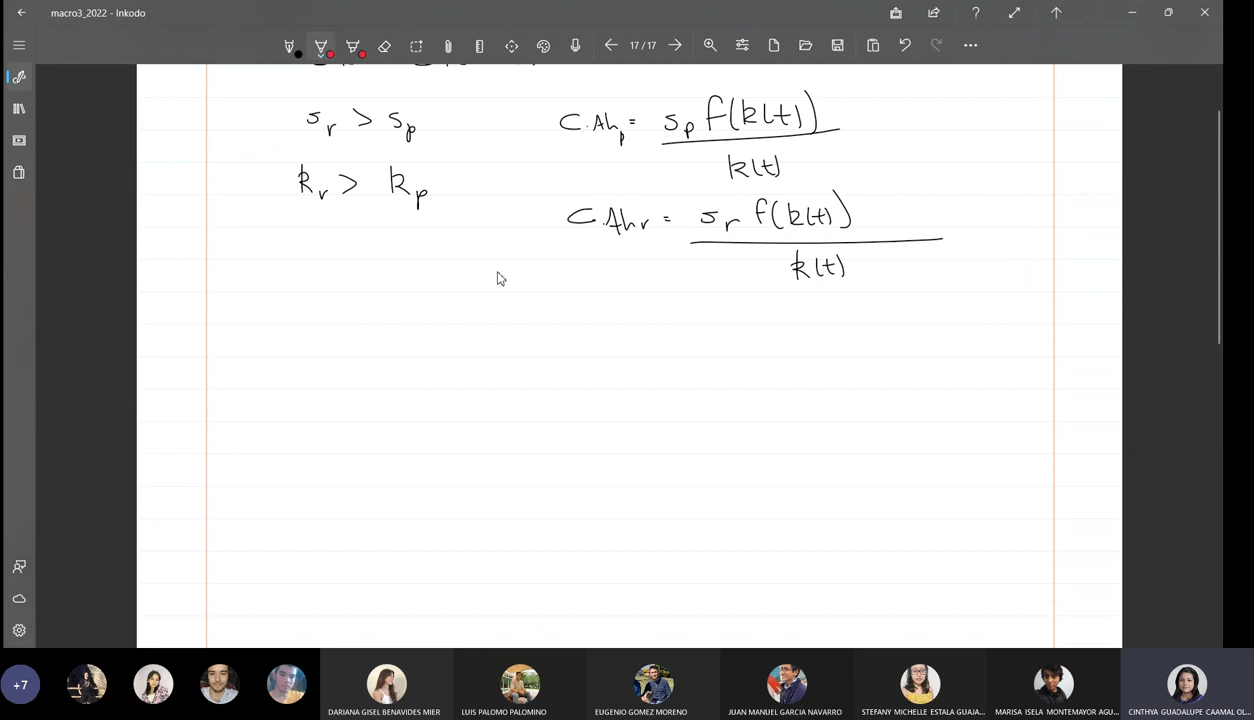 macro3_2022 - Inkodo
17 / 17
s_r > s_p
C.Ah_p = s_p f(k(t))
k(t)
k_r > k_p
C.Ah_r = s_r f(k(t))
k(t)
+7
DARIANA GISEL BENAVIDES MIER
LUIS PALOMO PALOMINO
EUGENIO GOMEZ MORENO
JUAN MANUEL GARCIA NAVARRO
STEFANY MICHELLE ESTALA GUAJA...
MARISA ISELA MONTEMAYOR AGU...
CINTHYA GUADALUPE CAAMAL OL...